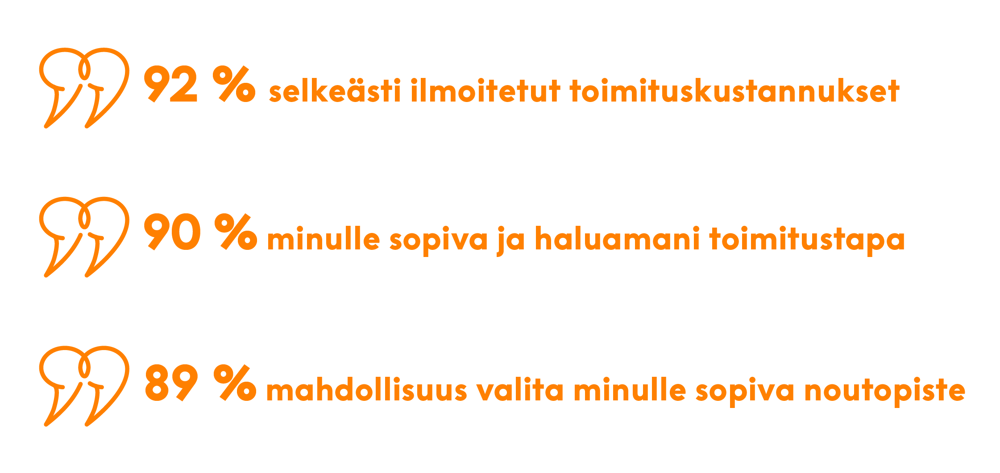 92 % selkeästi ilmoitetut toimituskustannukset
90 % minulle sopiva ja haluamani toimitustapa
89 % mahdollisuus valita minulle sopiva noutopiste